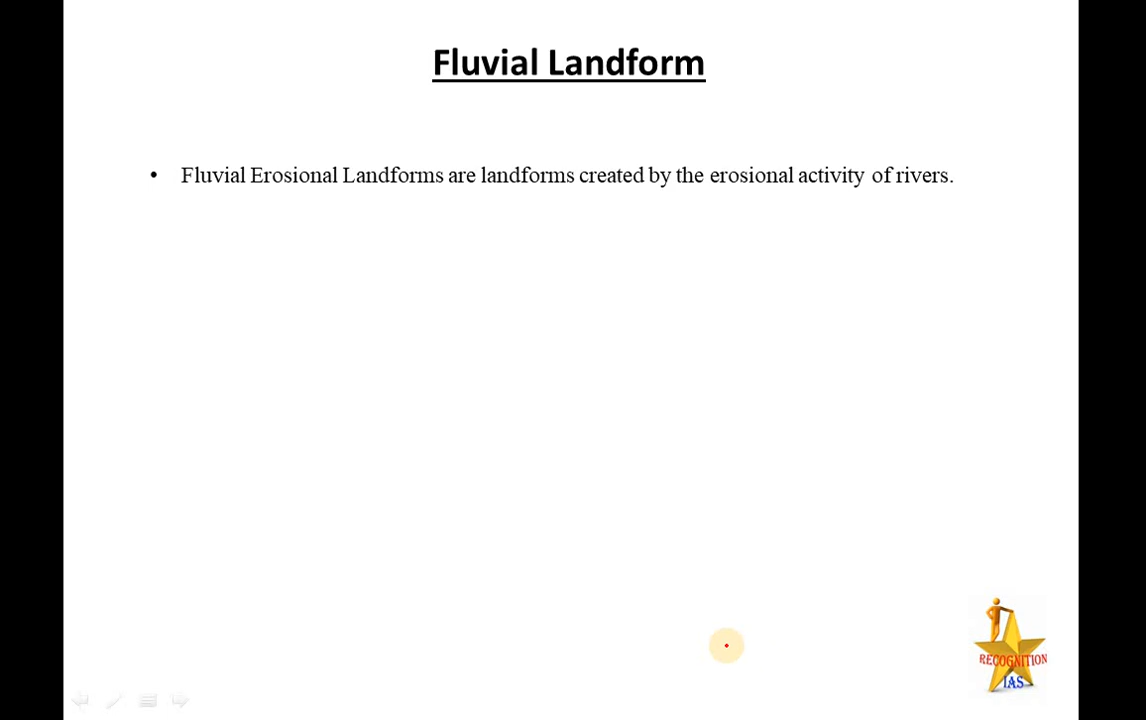 Fluvial Landform
• Fluvial Erosional Landforms are landforms created by the erosional activity of rivers.
RECOGNITION
IAS